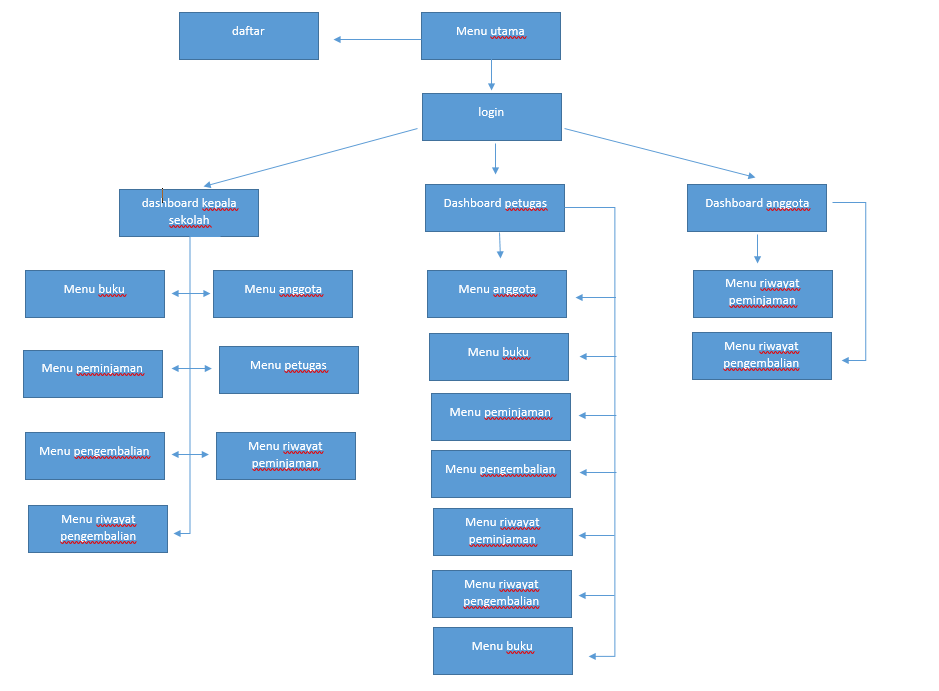 daftar
Menu utama
login
dashboard kepala
sekolah
Dashboard petugas
Dashboard anggota
Menu buku
Menu anggota
Menu peminjaman
Menu petugas
Menu pengembalian
Menu riwayat
peminjaman
Menu riwayat
pengembalian
Menu anggota
Menu buku
Menu peminjaman
Menu pengembalian
Menu riwayat
peminjaman
Menu riwayat
pengembalian
Menu buku
Menu riwayat
peminjaman
Menu riwayat
pengembalian